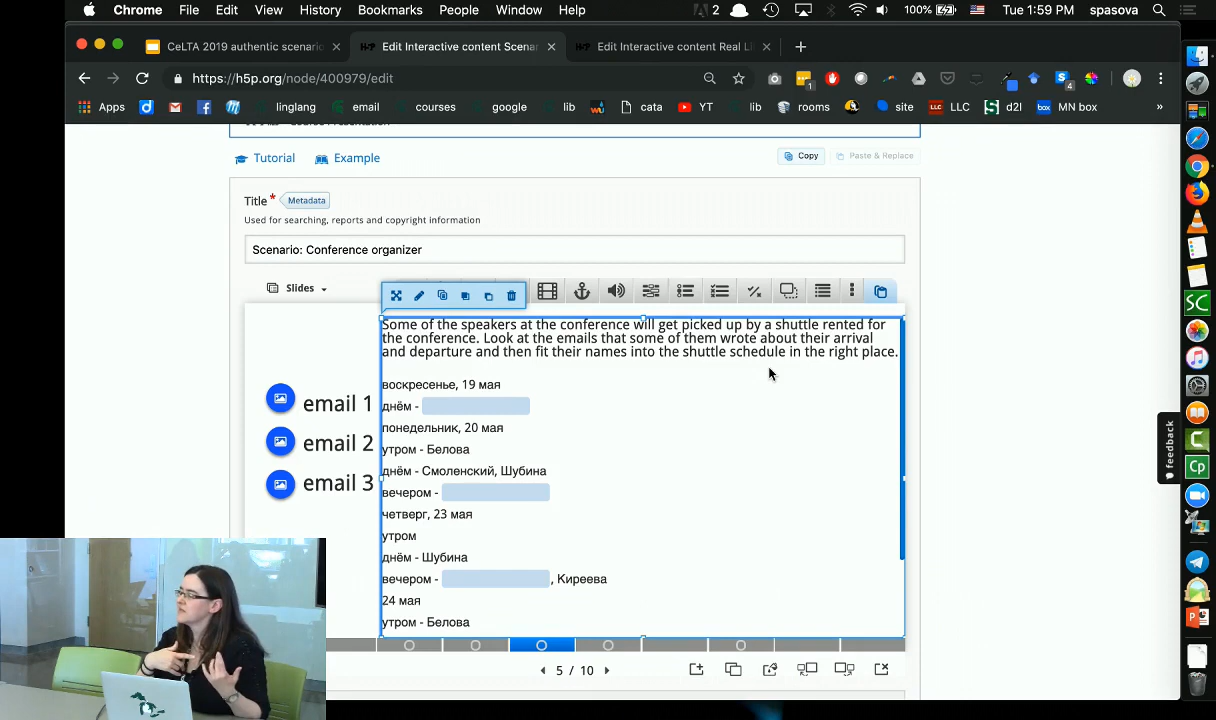 Chrome File Edit View History Bookmarks People Window Help 2 100% Tue 1:59 PM spasova
CeLTA 2019 authentic scenario
Edit Interactive content Scenar
Edit Interactive content Real Li
https://h5p.org/node/400979/edit
Apps linglang email courses google lib cata YT lib rooms site LLC LLC d2l box MN box »
Tutorial Example Copy Paste & Replace
Title* Metadata
Used for searching, reports and copyright information
Scenario: Conference organizer
Slides
Some of the speakers at the conference will get picked up by a shuttle rented for
the conference. Look at the emails that some of them wrote about their arrival
and departure and then fit their names into the shuttle schedule in the right place.
воскресенье, 19 мая
днём -
понедельник, 20 мая
утром - Белова
днём - Смоленский, Шубина
вечером -
четверг, 23 мая
утром
днём - Шубина
вечером - , Киреева
24 мая
утром - Белова
email 1
email 2
email 3
5 / 10
feedback
SC
Cp